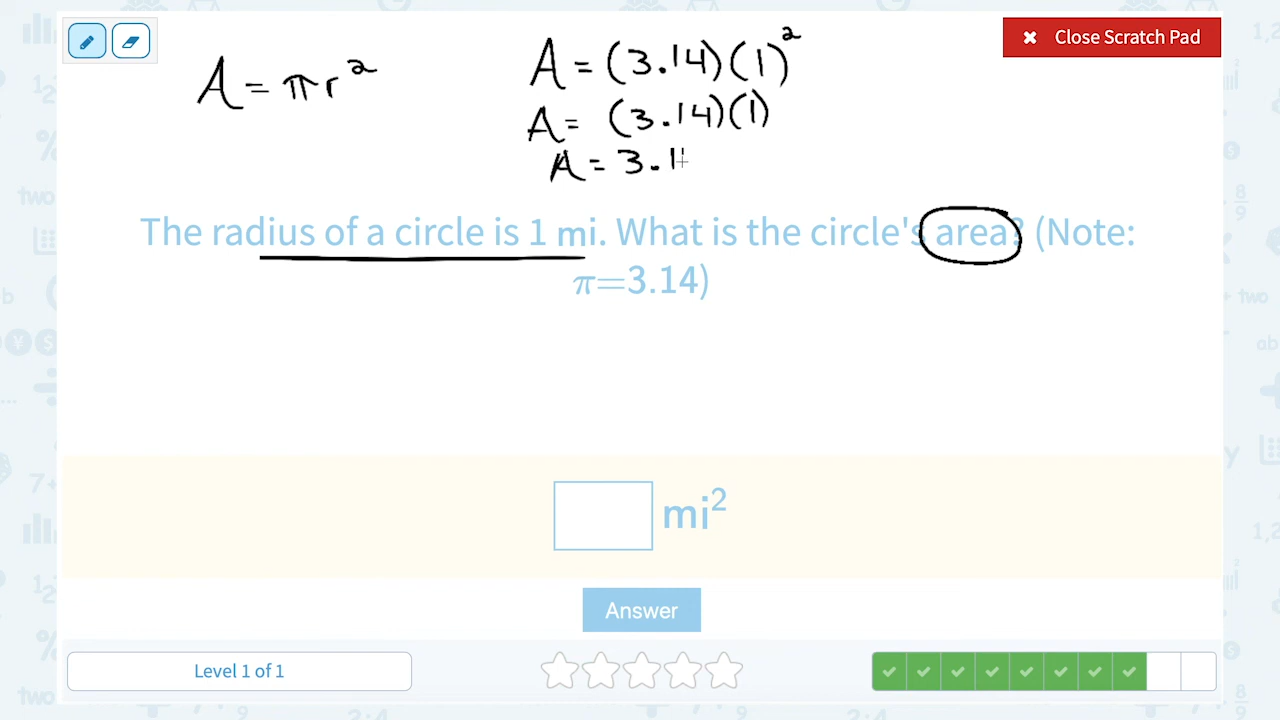 ✖ Close Scratch Pad
A = πr²
A = (3.14)(1)²
A = (3.14)(1)
A = 3.1
The radius of a circle is 1 mi. What is the circle's area? (Note:
π=3.14)
mi²
Answer
Level 1 of 1